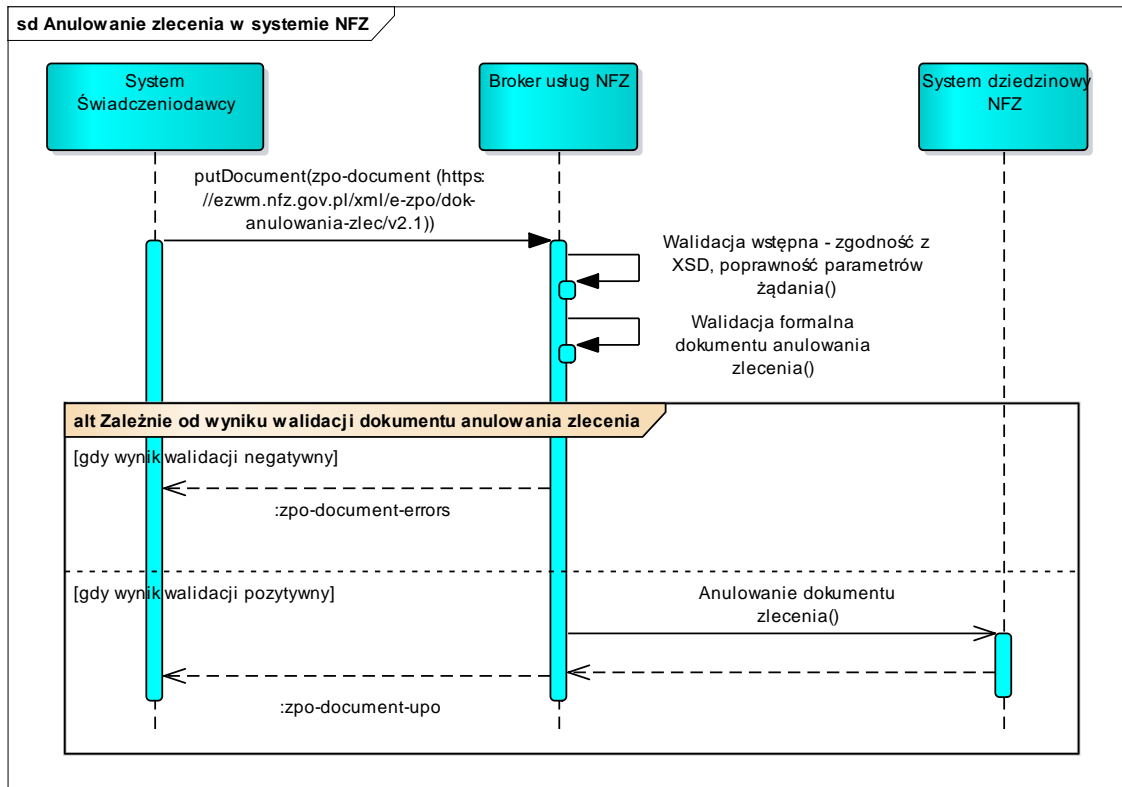 sd Anulowanie zlecenia w systemie NFZ
System
Świadczeniodawcy
Broker usług NFZ
System dziedzinowy
NFZ
putDocument(zpo-document (https:
//ezwm.nfz.gov.pl/xml/e-zpo/dok-
anulowania-zlec/v2.1))
Walidacja wstępna - zgodność z
XSD, poprawność parametrów
żądania()
Walidacja formalna
dokumentu anulowania
zlecenia()
alt Zależnie od wyniku walidacji dokumentu anulowania zlecenia
[gdy wynik walidacji negatywny]
:zpo-document-errors
[gdy wynik walidacji pozytywny]
Anulowanie dokumentu
zlecenia()
:zpo-document-upo